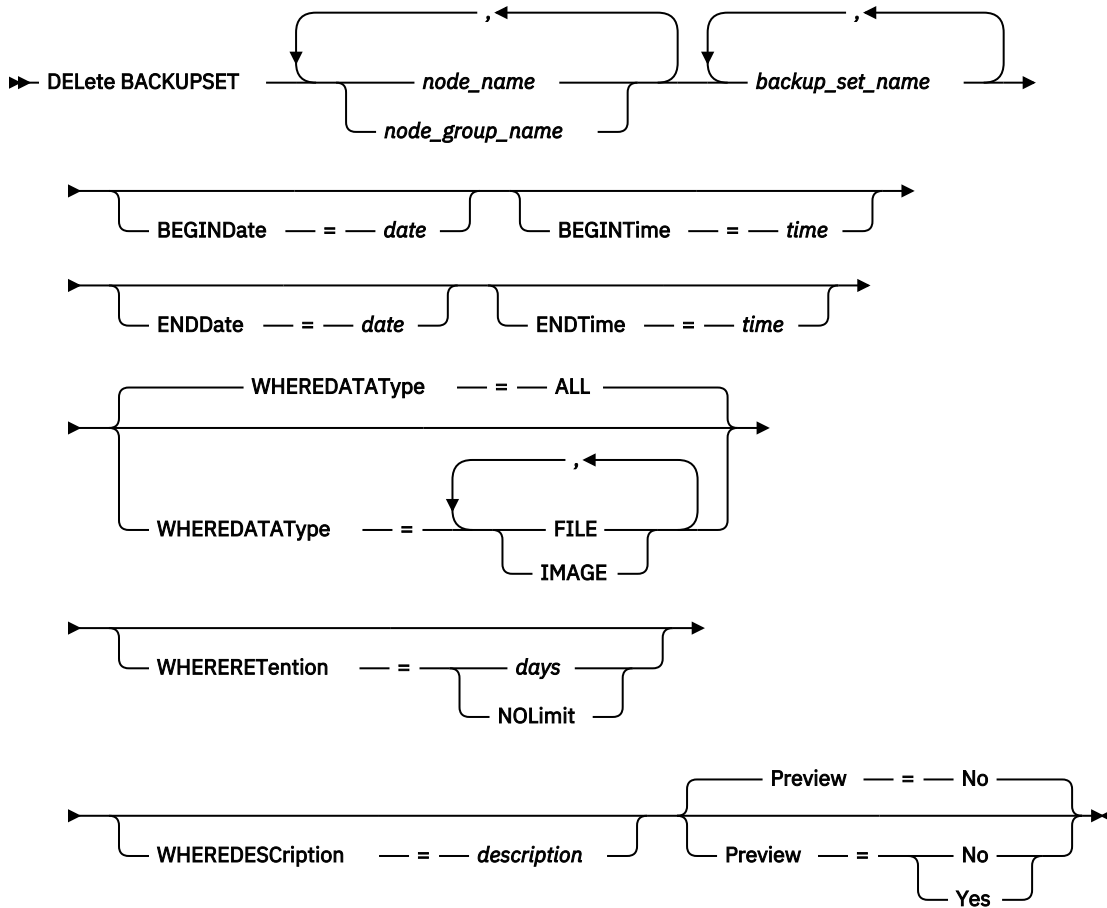 , ,
DELete BACKUPSET node_name backup_set_name
node_group_name
BEGINDate = date BEGINTime = time
ENDDate = date ENDTime = time
WHEREDATAType = ALL
,
WHEREDATAType = FILE
IMAGE
WHERERETention = days
NOLimit
Preview = No
WHEREDESCription = description Preview = No
Yes